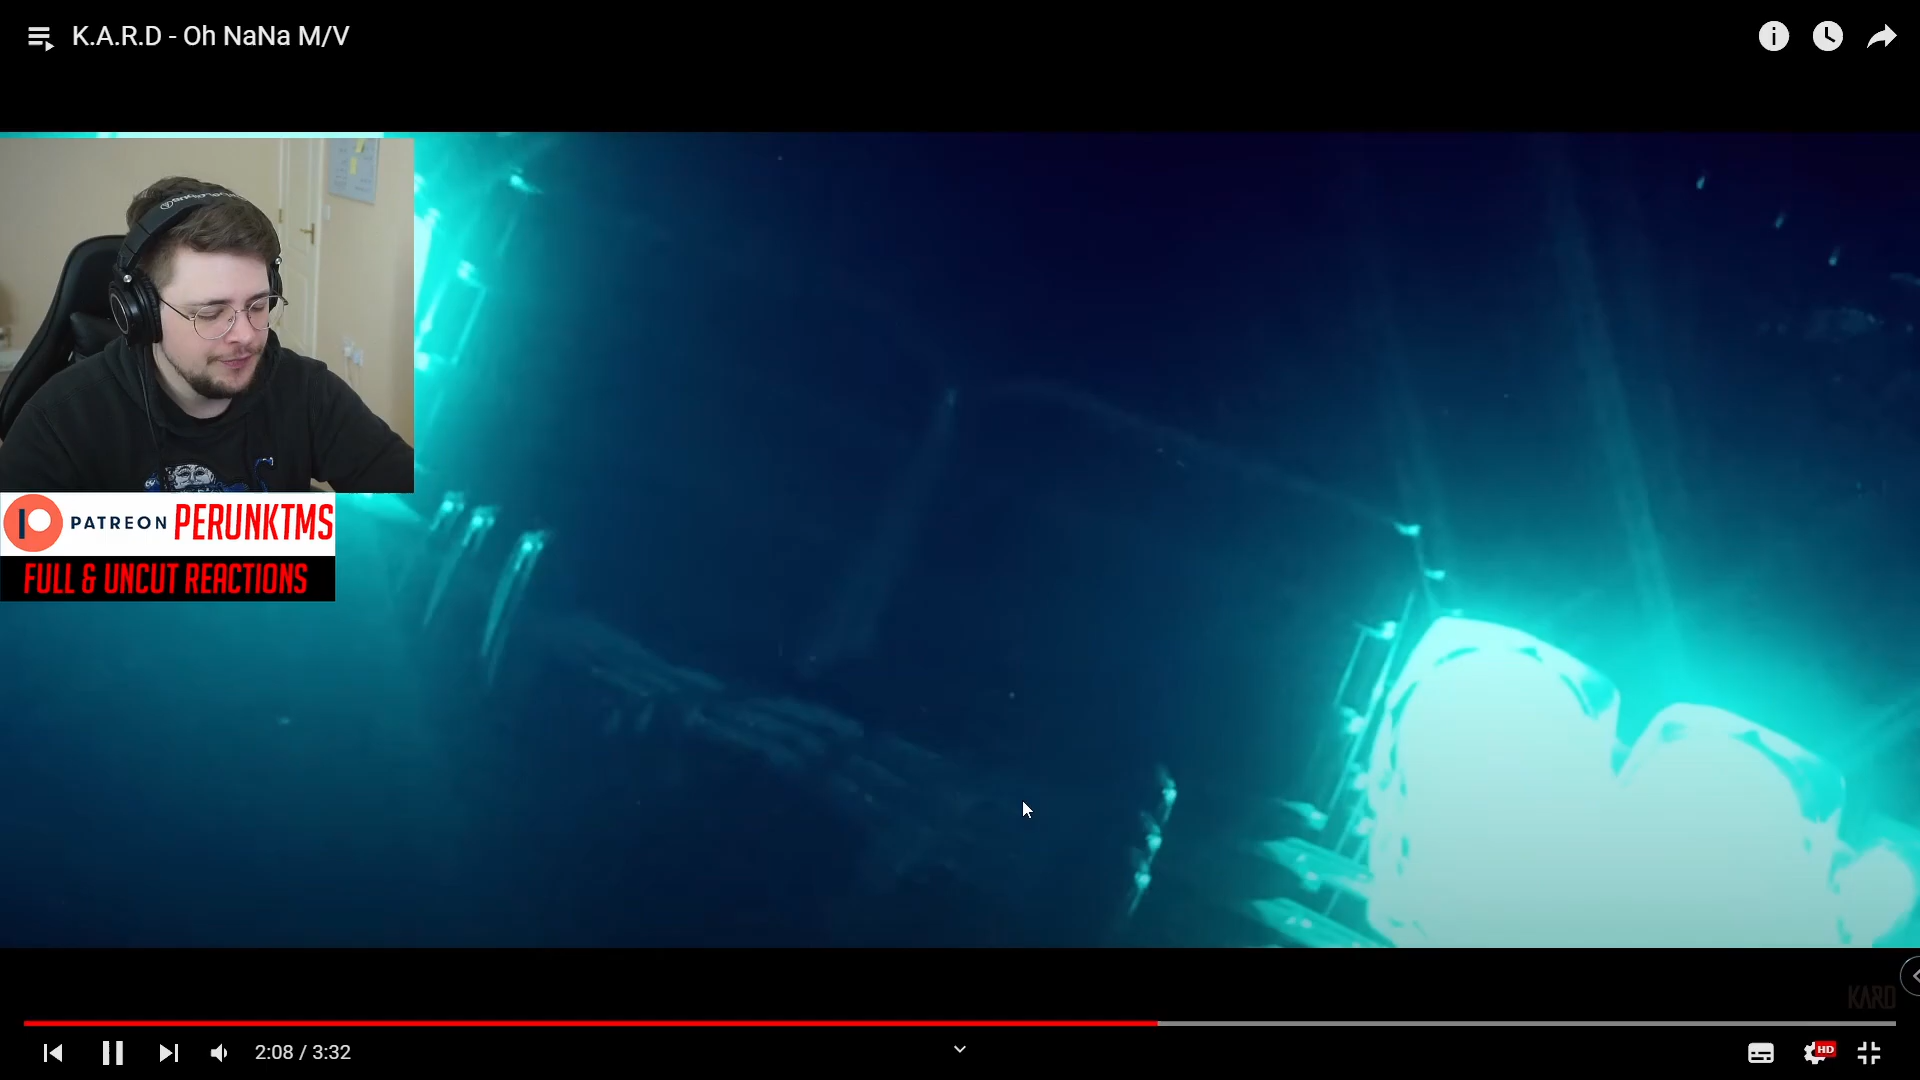 K.A.R.D - Oh NaNa M/V
PATREON PERUNKTMS
FULL & UNCUT REACTIONS
KARD
2:08 / 3:32
HD